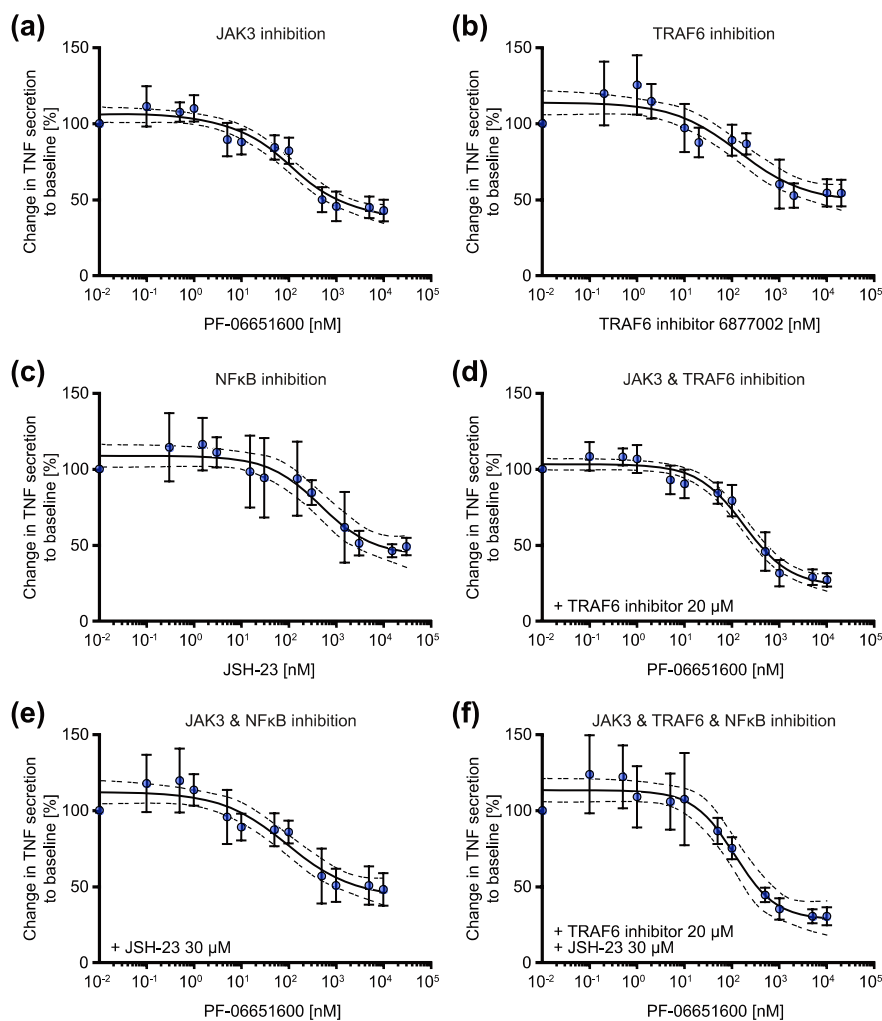 (a)
JAK3 inhibition
Change in TNF secretion
to baseline [%]
150
100
50
0
10-2 10-1 100 101 102 103 104 105
PF-06651600 [nM]
(b)
TRAF6 inhibition
Change in TNF secretion
to baseline [%]
150
100
50
0
10-2 10-1 100 101 102 103 104 105
TRAF6 inhibitor 6877002 [nM]
(c)
NFκB inhibition
Change in TNF secretion
to baseline [%]
150
100
50
0
10-2 10-1 100 101 102 103 104 105
JSH-23 [nM]
(d)
JAK3 & TRAF6 inhibition
Change in TNF secretion
to baseline [%]
150
100
50
0
+ TRAF6 inhibitor 20 µM
10-2 10-1 100 101 102 103 104 105
PF-06651600 [nM]
(e)
JAK3 & NFκB inhibition
Change in TNF secretion
to baseline [%]
150
100
50
0
+ JSH-23 30 µM
10-2 10-1 100 101 102 103 104 105
PF-06651600 [nM]
(f)
JAK3 & TRAF6 & NFκB inhibition
Change in TNF secretion
to baseline [%]
150
100
50
0
+ TRAF6 inhibitor 20 µM
+ JSH-23 30 µM
10-2 10-1 100 101 102 103 104 105
PF-06651600 [nM]